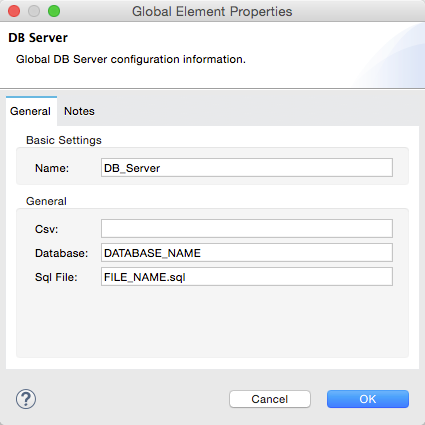 Global Element Properties
DB Server
Global DB Server configuration information.
General Notes
Basic Settings
Name: DB_Server
General
Csv:
Database: DATABASE_NAME
Sql File: FILE_NAME.sql
? Cancel OK